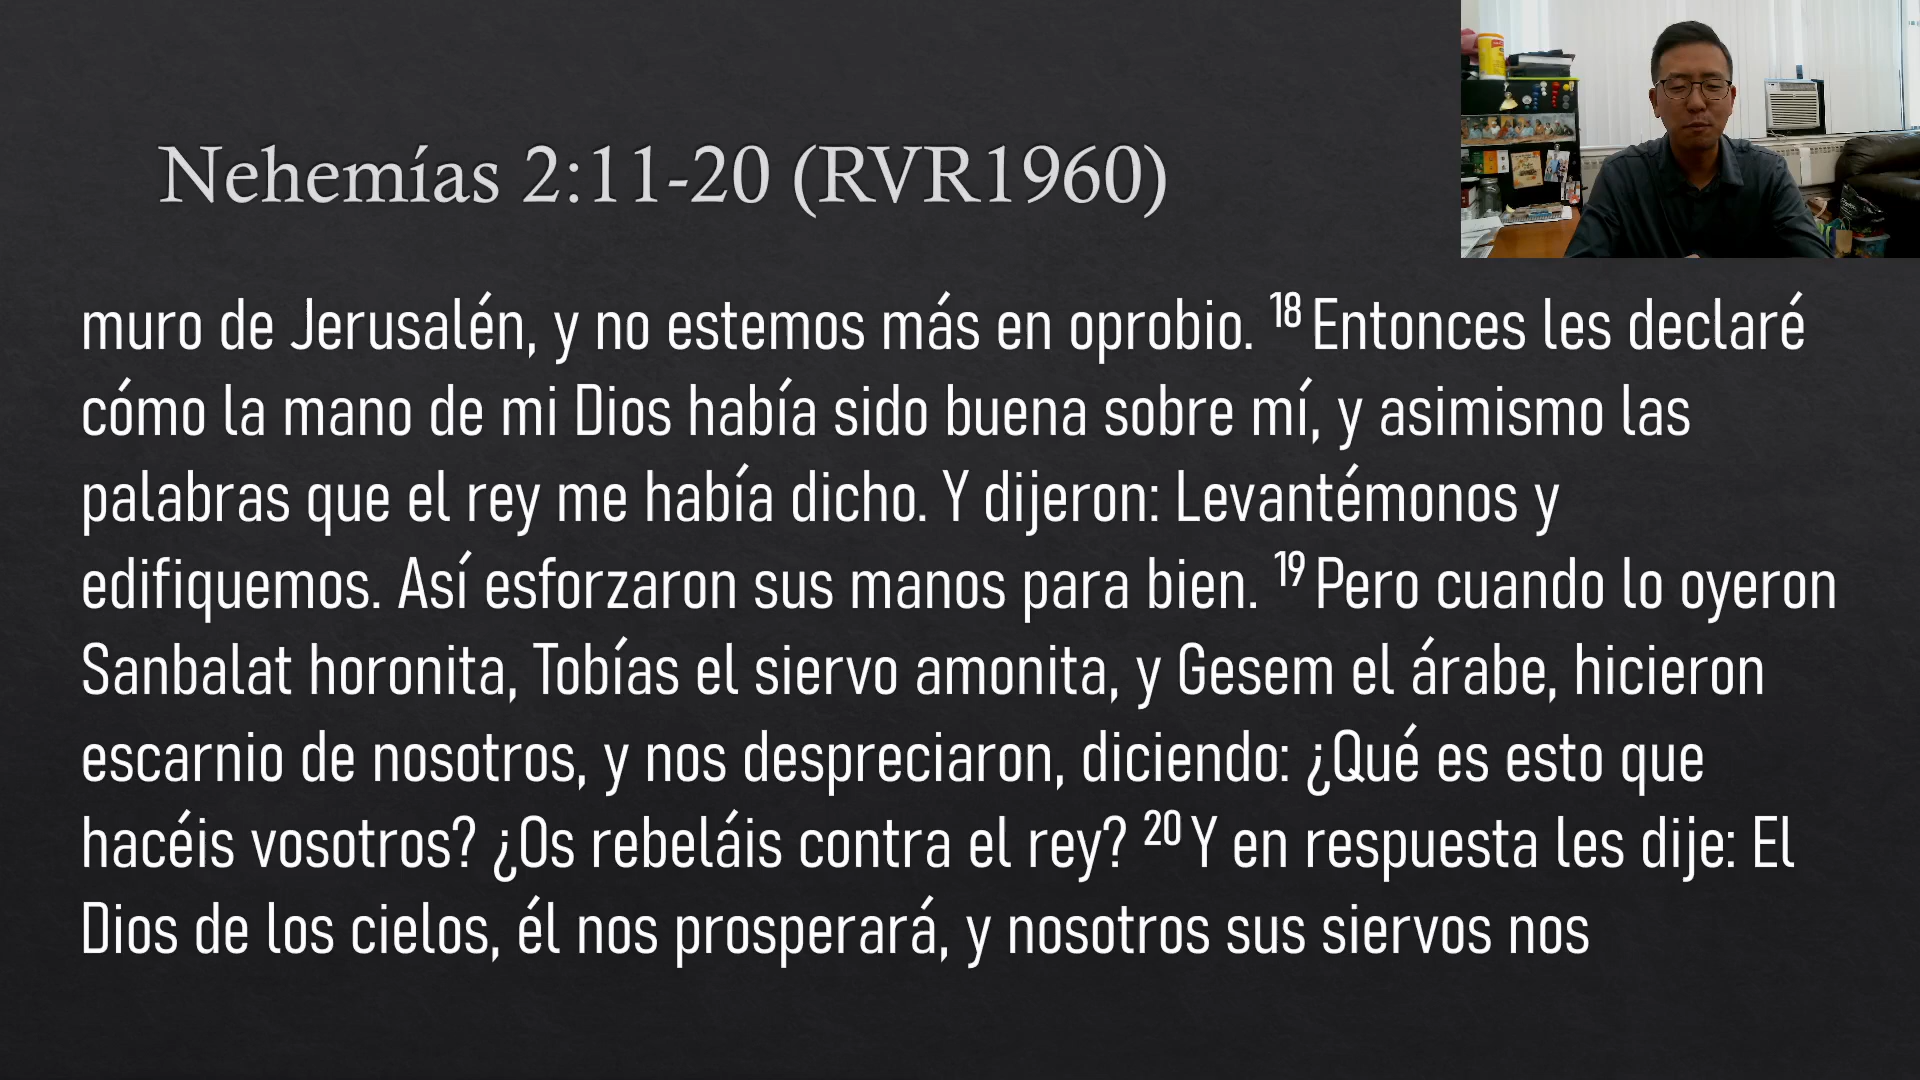 Nehemías 2:11-20 (RVR1960)
muro de Jerusalén, y no estemos más en oprobio. 18 Entonces les declaré
cómo la mano de mi Dios había sido buena sobre mí, y asimismo las
palabras que el rey me había dicho. Y dijeron: Levantémonos y
edifiquemos. Así esforzaron sus manos para bien. 19 Pero cuando lo oyeron
Sanbalat horonita, Tobías el siervo amonita, y Gesem el árabe, hicieron
escarnio de nosotros, y nos despreciaron, diciendo: ¿Qué es esto que
hacéis vosotros? ¿Os rebeláis contra el rey? 20 Y en respuesta les dije: El
Dios de los cielos, él nos prosperará, y nosotros sus siervos nos